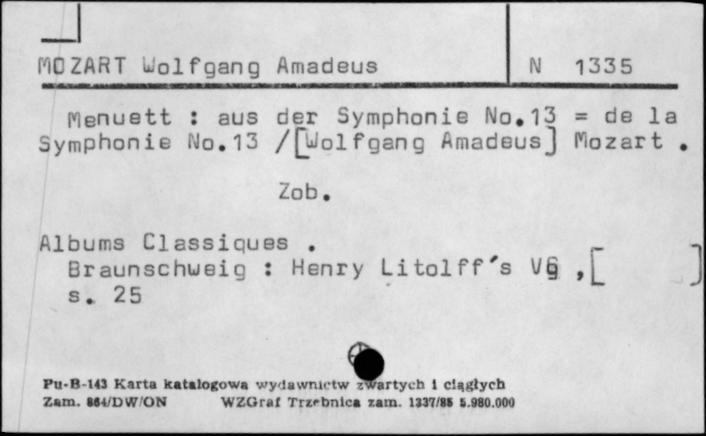 MOZART Wolfgang Amadeus N 1335
Menuett : aus der Symphonie No.13 = de la
Symphonie No.13 /[Wolfgang Amadeus] Mozart .
Zob.
Albums Classiques .
Braunschweig : Henry Litolff's Vg ,[ ]
s. 25
Pu-B-143 Karta katalogowa wydawnictw zwartych i ciągłych
Zam. 864/DW/ON WZGraf Trzebnica zam. 1337/85 5.980.000